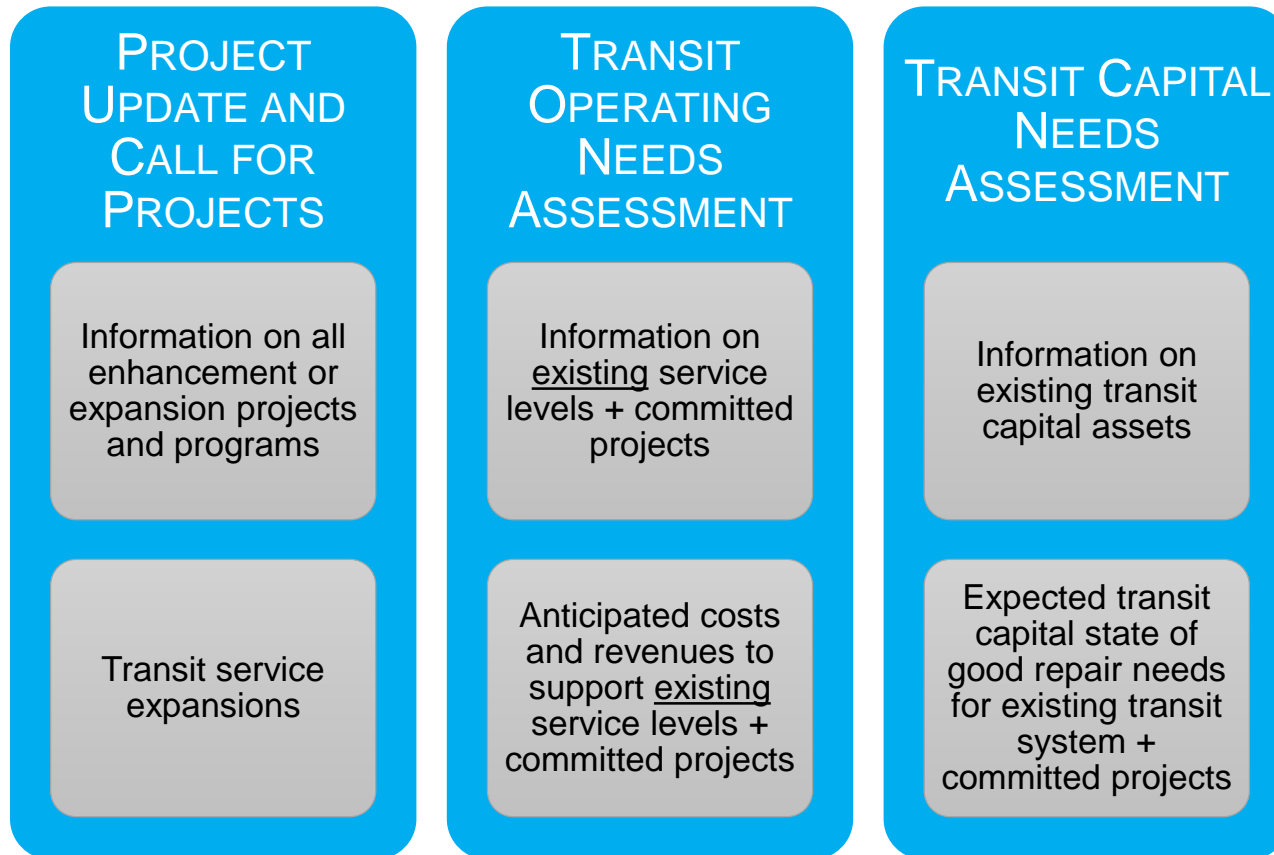 PROJECT
UPDATE AND
CALL FOR
PROJECTS
Information on all
enhancement or
expansion projects
and programs
Transit service
expansions
TRANSIT
OPERATING
NEEDS
ASSESSMENT
Information on
existing service
levels + committed
projects
Anticipated costs
and revenues to
support existing
service levels +
committed projects
TRANSIT CAPITAL
NEEDS
ASSESSMENT
Information on
existing transit
capital assets
Expected transit
capital state of
good repair needs
for existing transit
system +
committed projects